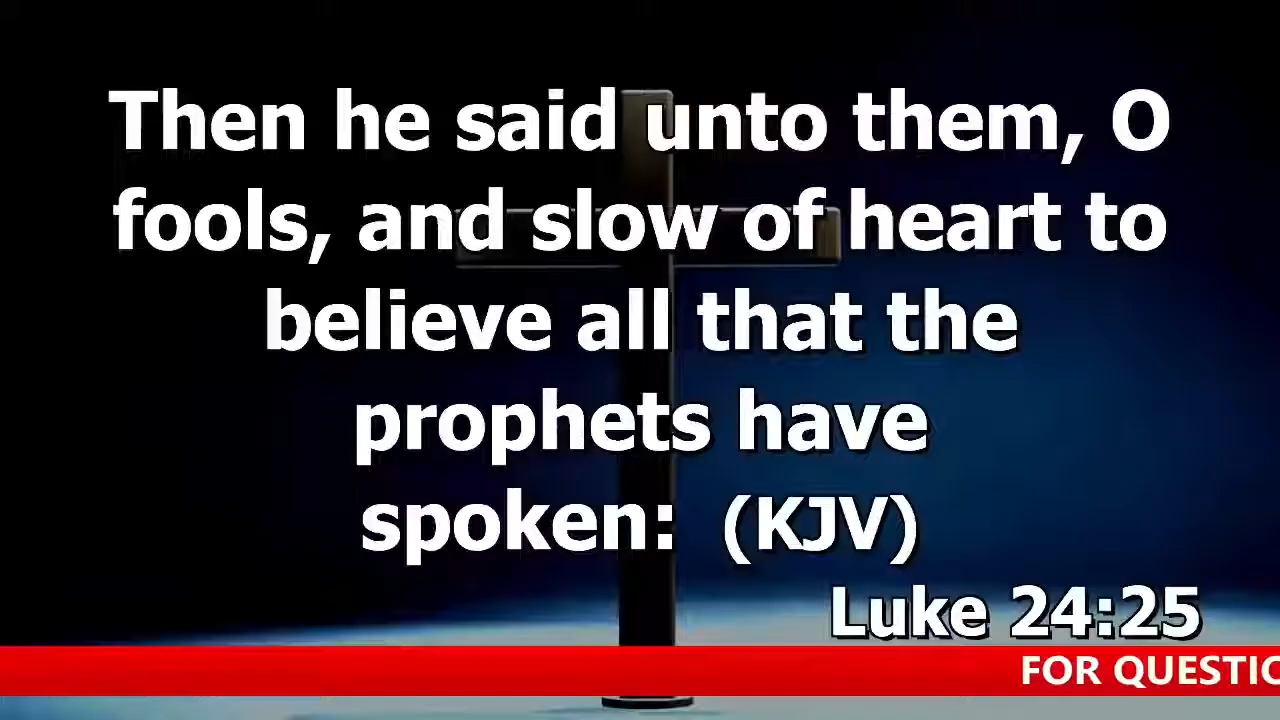 Then he said unto them, O
fools, and slow of heart to
believe all that the
prophets have
spoken: (KJV)
Luke 24:25
FOR QUESTIO